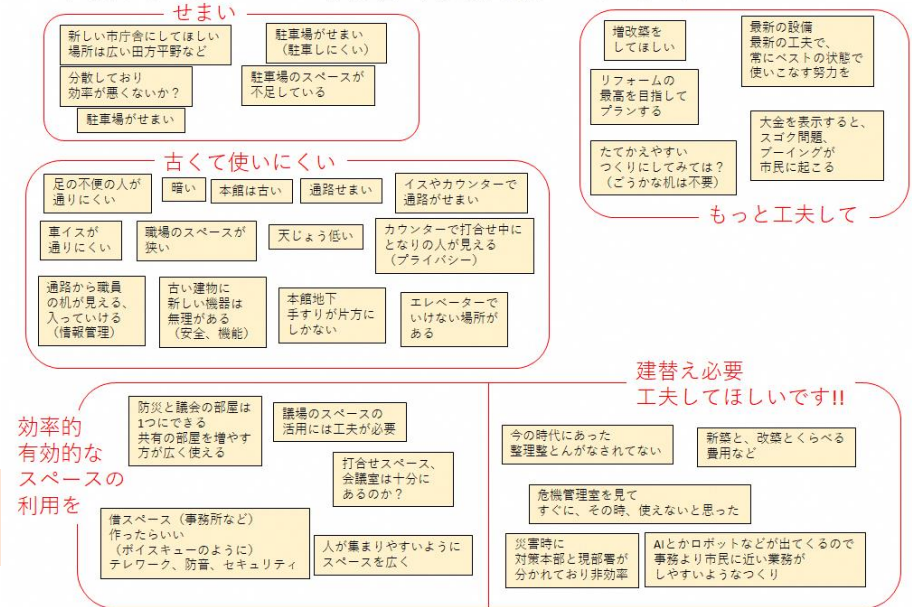 せまい
新しい市庁舎にしてほしい
場所は広い田方平野など
駐車場がせまい
（駐車しにくい）
分散しており
効率が悪くないか？
駐車場のスペースが
不足している
駐車場がせまい
増改築を
してほしい
最新の設備
最新の工夫で、
常にベストの状態で
使いこなす努力を
リフォームの
最高を目指して
プランする
大金を表示すると、
スゴク問題、
ブーイングが
市民に起こる
たてかえやすい
つくりにしてみては？
（ごうかな机は不要）
もっと工夫して
古くて使いにくい
足の不便の人が
通りにくい
暗い
本館は古い
通路せまい
イスやカウンターで
通路がせまい
車イスが
通りにくい
職場のスペースが
狭い
天じょう低い
カウンターで打合せ中に
となりの人が見える
（プライバシー）
通路から職員
の机が見える、
入っていける
（情報管理）
古い建物に
新しい機器は
無理がある
（安全、機能）
本館地下
手すりが片方に
しかない
エレベーターで
いけない場所が
ある
効率的
有効的な
スペースの
利用を
防災と議会の部屋は
1つにできる
共有の部屋を増やす
方が広く使える
議場のスペースの
活用には工夫が必要
打合せスペース、
会議室は十分に
あるのか？
借スペース（事務所など）
作ったらいい
（ボイスキューのように）
テレワーク、防音、セキュリティ
人が集まりやすいように
スペースを広く
建替え必要
工夫してほしいです!!
今の時代にあった
整理整とんがなされてない
新築と、改築とくらべる
費用など
危機管理室を見て
すぐに、その時、使えないと思った
災害時に
対策本部と現部署が
分かれており非効率
AIとかロボットなどが出てくるので
事務より市民に近い業務が
しやすいようなつくり